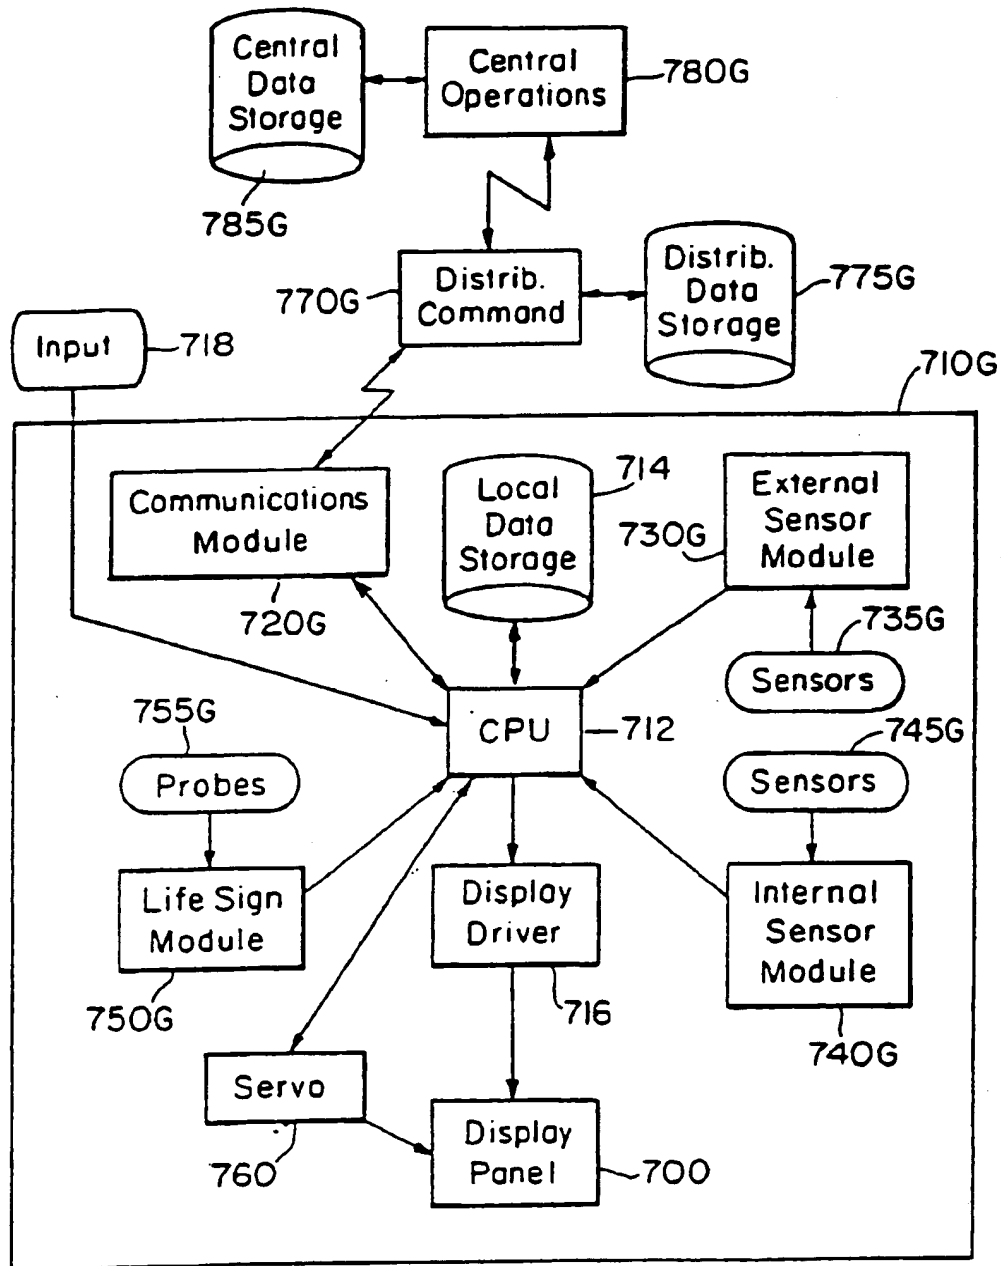 Central
Data
Storage
785G
Central
Operations
780G
770G
Distrib.
Command
Distrib.
Data
Storage
775G
Input
718
710G
Communications
Module
720G
Local
Data
Storage
714
730G
External
Sensor
Module
735G
Sensors
CPU
712
755G
Probes
745G
Sensors
Life Sign
Module
750G
Display
Driver
716
Internal
Sensor
Module
740G
Servo
760
Display
Panel
700